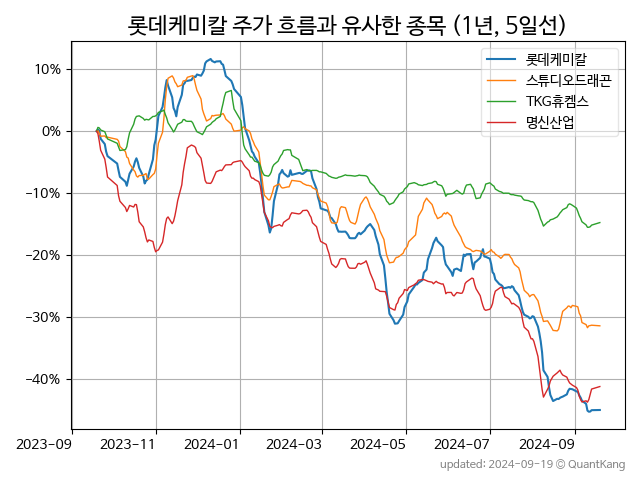 롯데케미칼 주가 흐름과 유사한 종목 (1년, 5일선)
롯데케미칼
스튜디오드래곤
TKG휴켐스
명신산업
10%
0%
−10%
−20%
−30%
−40%
2023-09 2023-11 2024-01 2024-03 2024-05 2024-07 2024-09
updated: 2024-09-19 © QuantKang